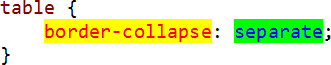 table {
border-collapse: separate;
}